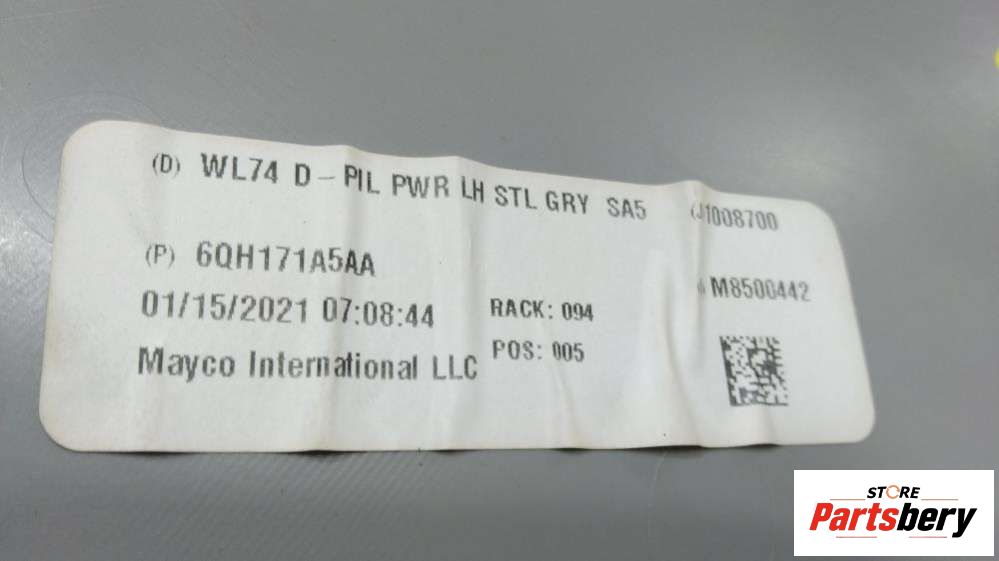 (D) WL74 D-PIL PWR LH STL GRY SA5 (J1008700
(P) 6QH171A5AA M8500442
01/15/2021 07:08:44 RACK: 094
Mayco International LLC POS: 005
STORE
Partsbery